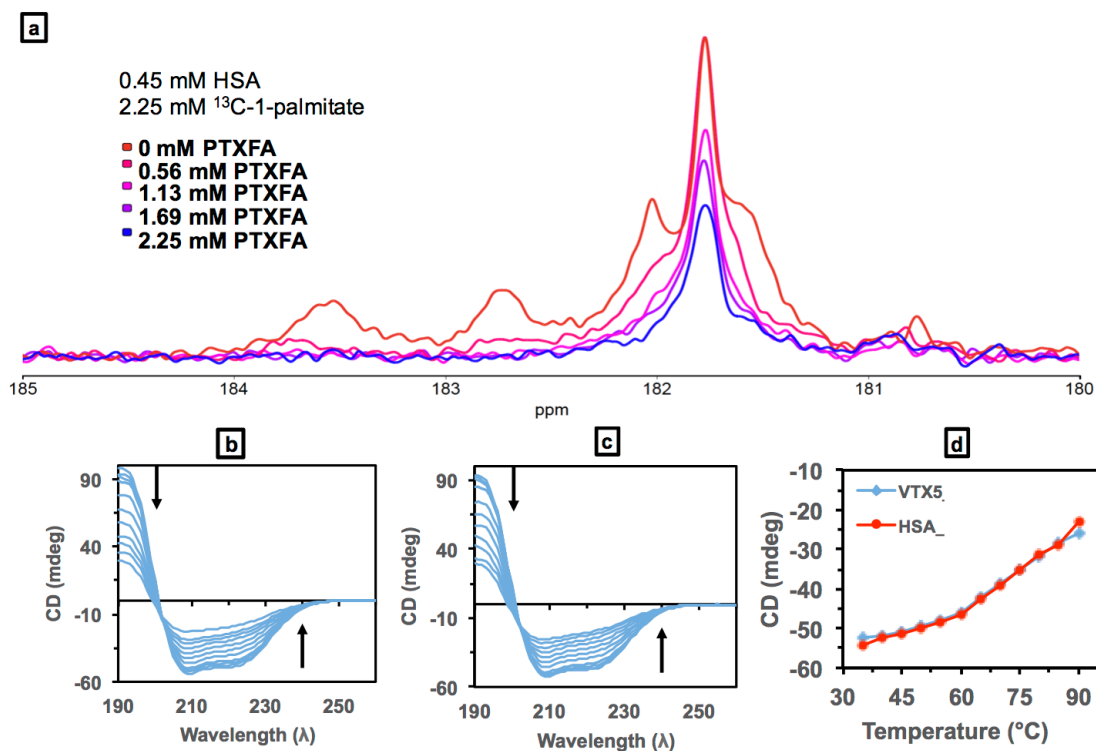 a
0.45 mM HSA
2.25 mM ¹³C-1-palmitate
0 mM PTXFA
0.56 mM PTXFA
1.13 mM PTXFA
1.69 mM PTXFA
2.25 mM PTXFA
185 184 183 182 181 180
ppm
b
CD (mdeg)
90
40
-10
-60
190 210 230 250
Wavelength (λ)
c
CD (mdeg)
90
40
-10
-60
190 210 230 250
Wavelength (λ)
d
CD (mdeg)
-10
-20
-30
-40
-50
-60
VTX5_
HSA_
30 45 60 75 90
Temperature (°C)